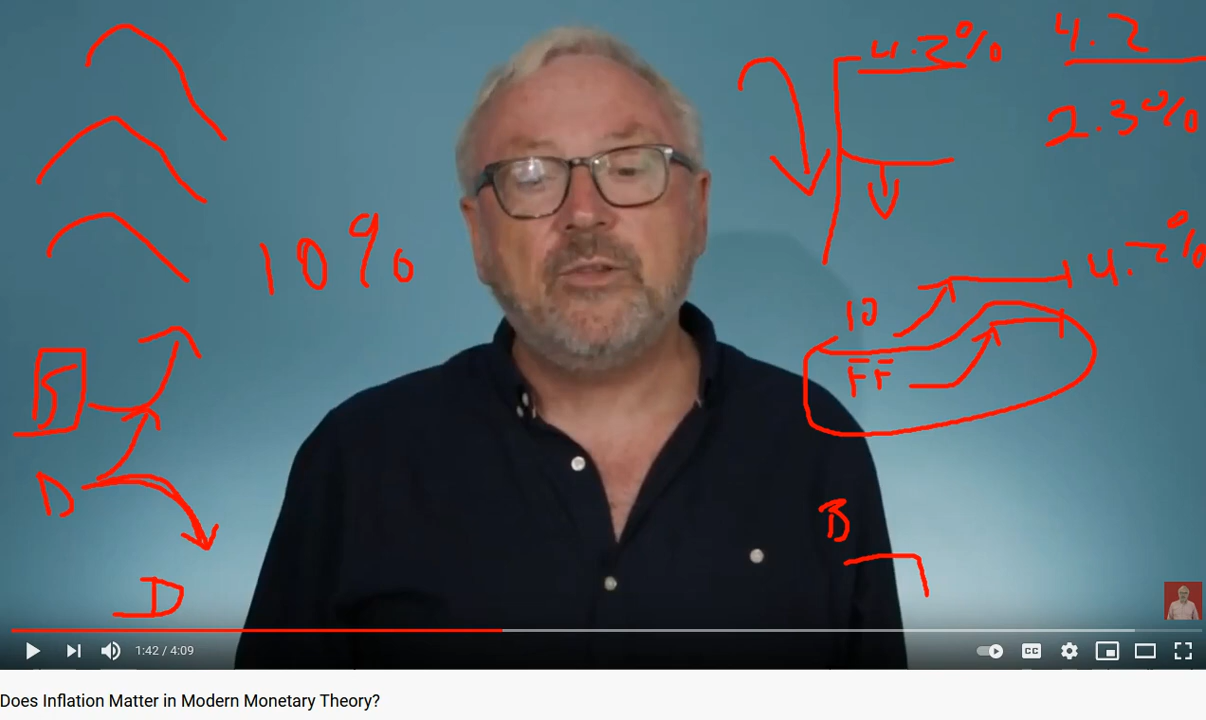 4.2%
4.2
2.3%
10%
4.2%
10
FF
S
D
B
D
1:42 / 4:09
CC
Does Inflation Matter in Modern Monetary Theory?